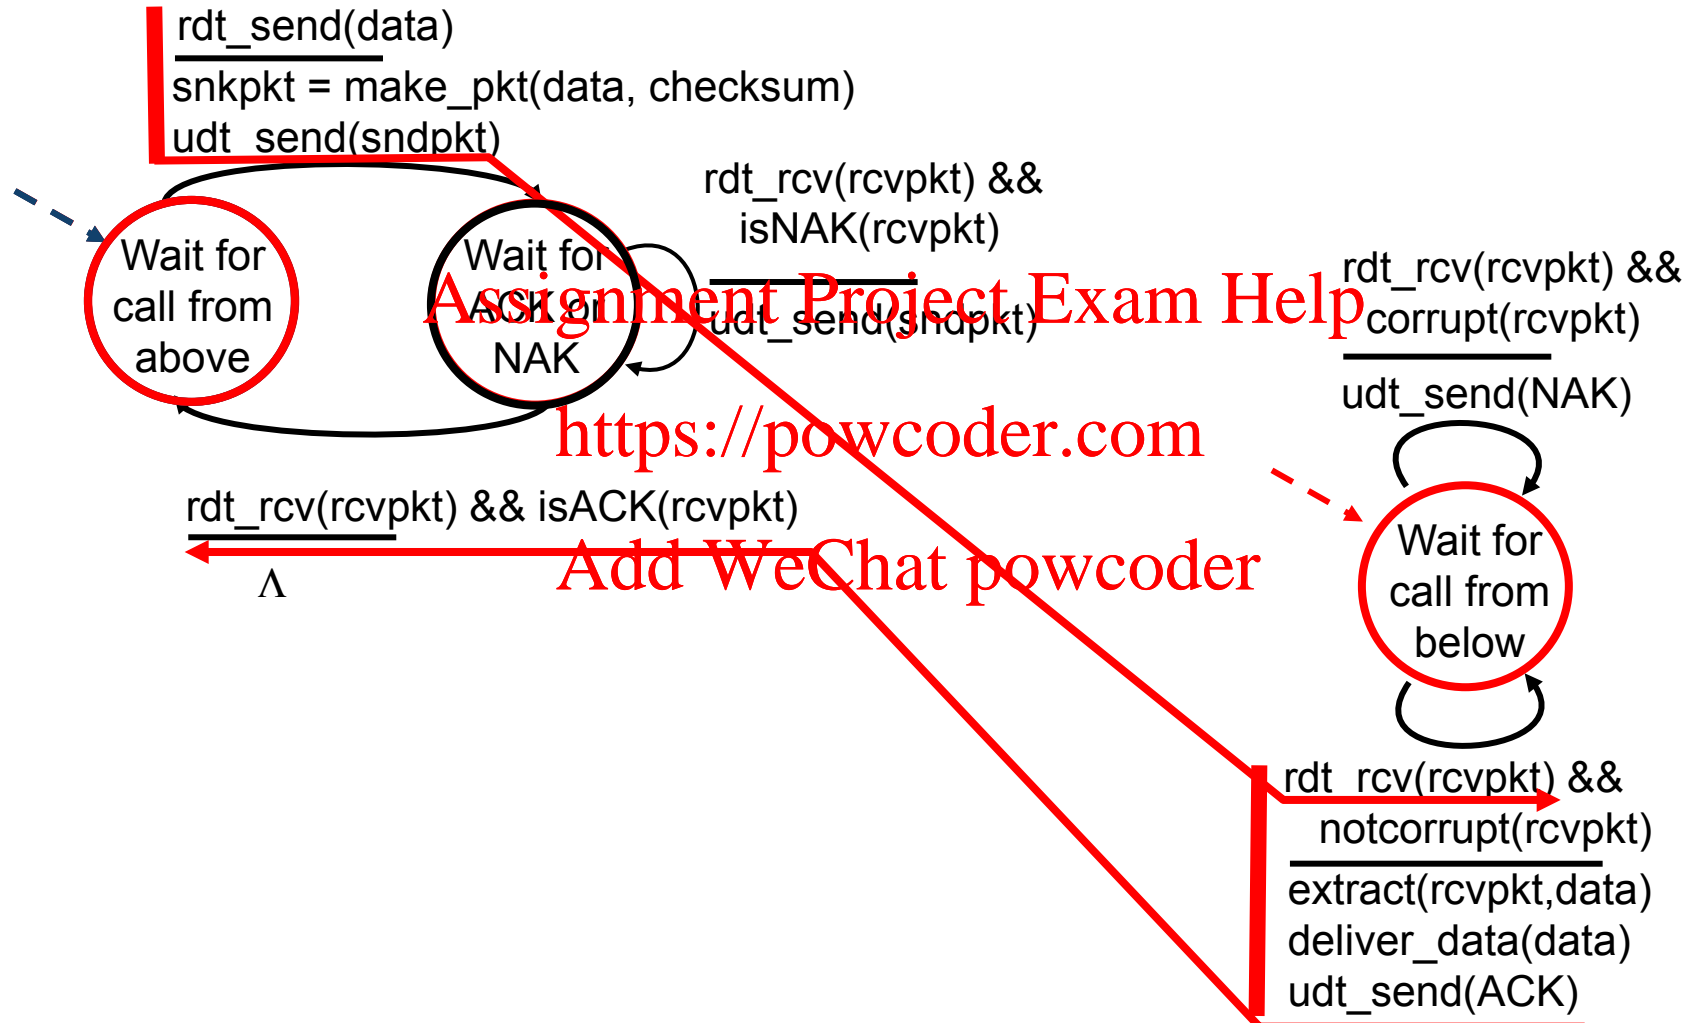 rdt_send(data)
snkpkt = make_pkt(data, checksum)
udt_send(sndpkt)
rdt_rcv(rcvpkt) &&
isNAK(rcvpkt)
udt_send(sndpkt)
Wait for
call from
above
Wait for
ACK or
NAK
Assignment Project Exam Help
rdt_rcv(rcvpkt) &&
corrupt(rcvpkt)
udt_send(NAK)
https://powcoder.com
rdt_rcv(rcvpkt) && isACK(rcvpkt)
Λ
Add WeChat powcoder
Wait for
call from
below
rdt_rcv(rcvpkt) &&
notcorrupt(rcvpkt)
extract(rcvpkt,data)
deliver_data(data)
udt_send(ACK)